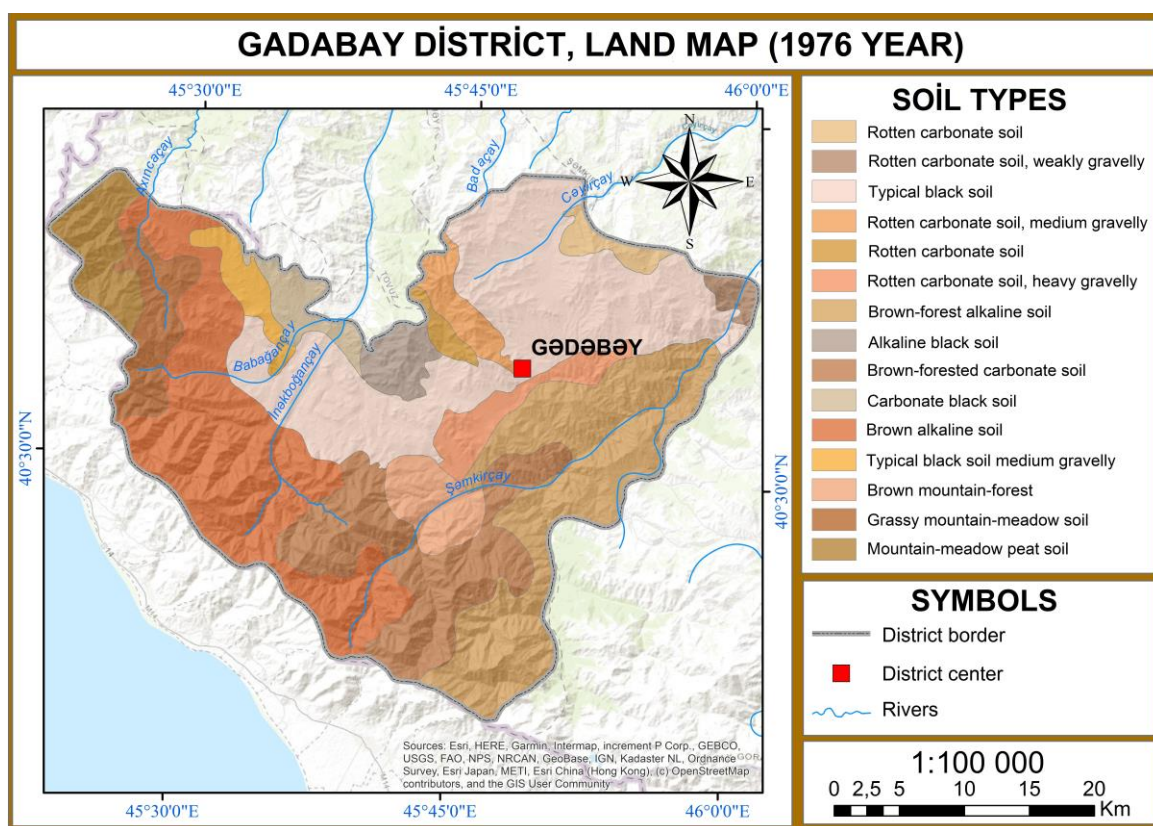 GADABAY DİSTRİCT, LAND MAP (1976 YEAR)
45°30'0"E
45°45'0"E
46°0'0"E
Axıncaçay
Badaçay
Cəyirçay
N
W
E
S
TOVUZ
Babağançay
İnəkboğançay
GƏDƏBƏY
Şəmkirçay
40°30'0"N
40°30'0"N
M14
Sources: Esri, HERE, Garmin, Intermap, increment P Corp., GEBCO,
USGS, FAO, NPS, NRCAN, GeoBase, IGN, Kadaster NL, Ordnance
Survey, Esri Japan, METI, Esri China (Hong Kong), (c) OpenStreetMap
contributors, and the GIS User Community
45°30'0"E
45°45'0"E
46°0'0"E
SOİL TYPES
Rotten carbonate soil
Rotten carbonate soil, weakly gravelly
Typical black soil
Rotten carbonate soil, medium gravelly
Rotten carbonate soil
Rotten carbonate soil, heavy gravelly
Brown-forest alkaline soil
Alkaline black soil
Brown-forested carbonate soil
Carbonate black soil
Brown alkaline soil
Typical black soil medium gravelly
Brown mountain-forest
Grassy mountain-meadow soil
Mountain-meadow peat soil
SYMBOLS
District border
District center
Rivers
1:100 000
0 2,5 5 10 15 20
Km